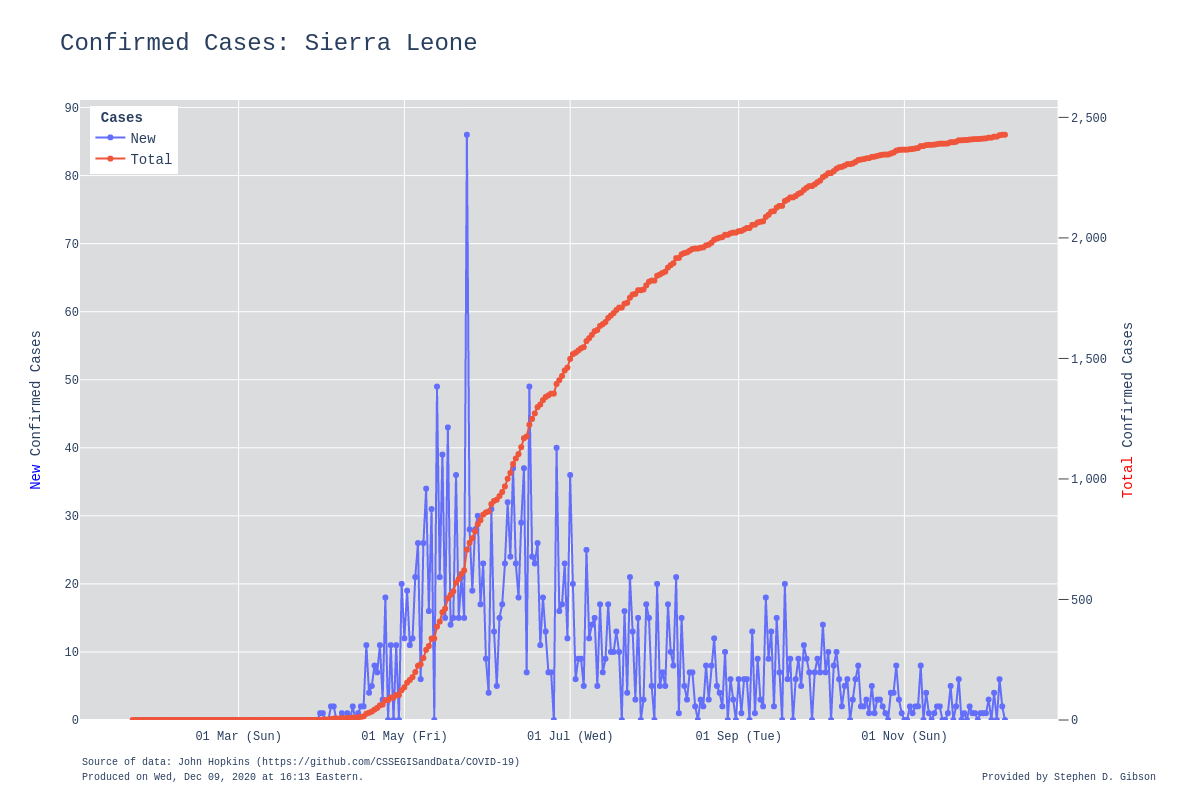 Confirmed Cases: Sierra Leone
Cases
New
Total
90
80
70
60
50
40
30
20
10
0
New Confirmed Cases
2,500
2,000
1,500
1,000
500
0
Total Confirmed Cases
01 Mar (Sun) 01 May (Fri) 01 Jul (Wed) 01 Sep (Tue) 01 Nov (Sun)
Source of data: John Hopkins (https://github.com/CSSEGISandData/COVID-19)
Produced on Wed, Dec 09, 2020 at 16:13 Eastern.
Provided by Stephen D. Gibson